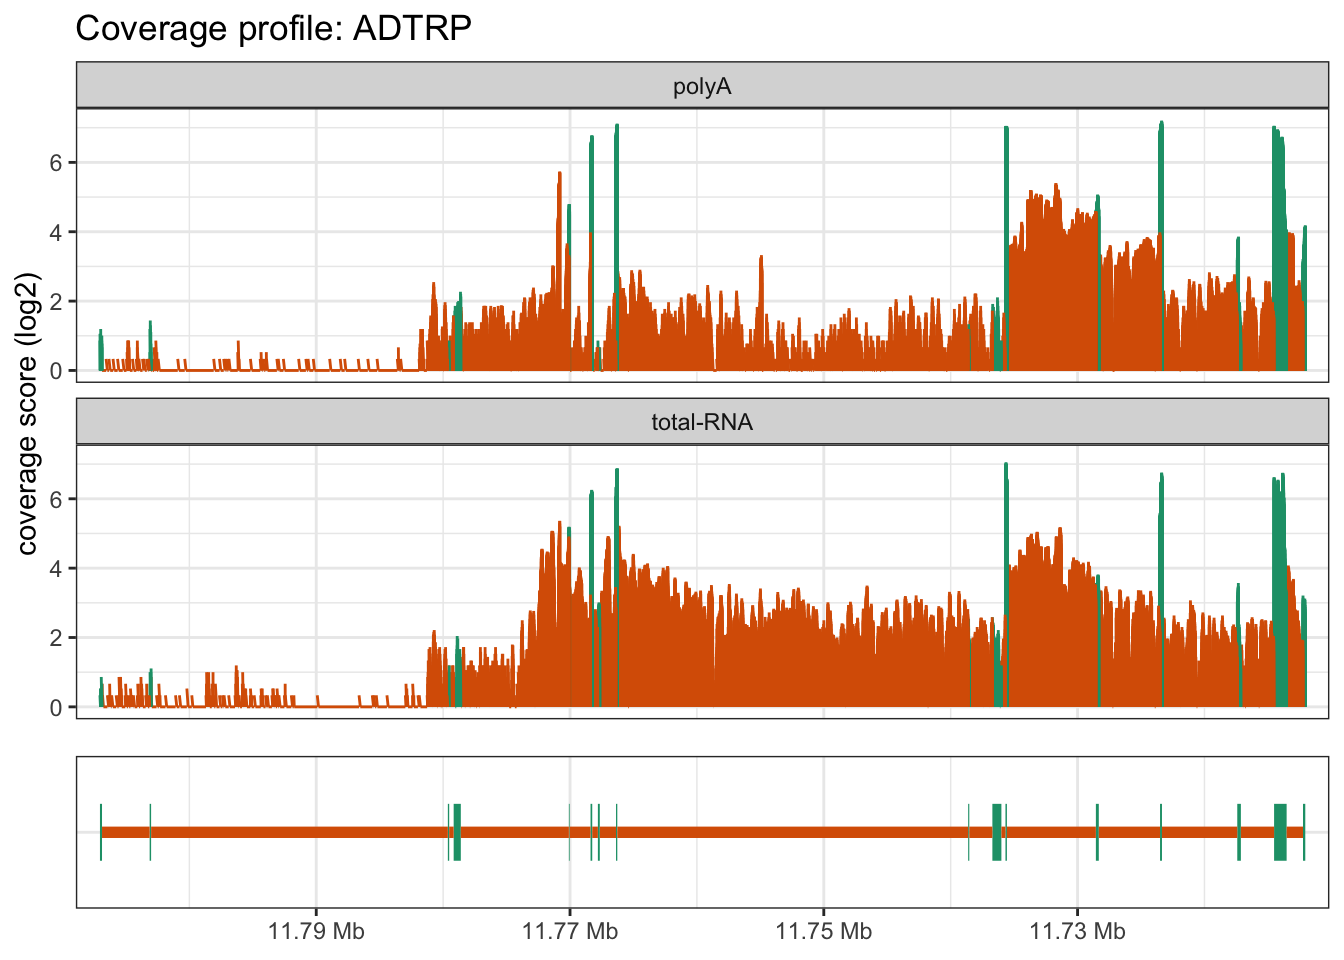 Coverage profile: ADTRP
polyA
6
4
2
0
total-RNA
6
4
2
0
coverage score (log2)
11.79 Mb
11.77 Mb
11.75 Mb
11.73 Mb